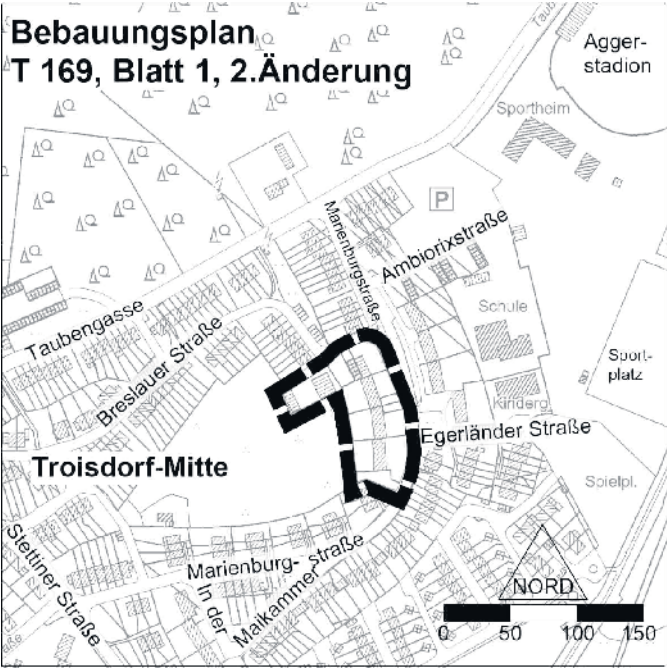 Bebauungsplan
T 169, Blatt 1, 2.Änderung
Taub
Agger-
stadion
Sportheim
P
Marienburgstraße
Ambiorixstraße
Taubengasse
Breslauer Straße
Schule
Sport-
platz
Kinderg.
Egerländer Straße
Troisdorf-Mitte
Spielpl.
Stettiner Straße
Marienburg-
straße
In der
Maikammer
NORD
0 50 100 150